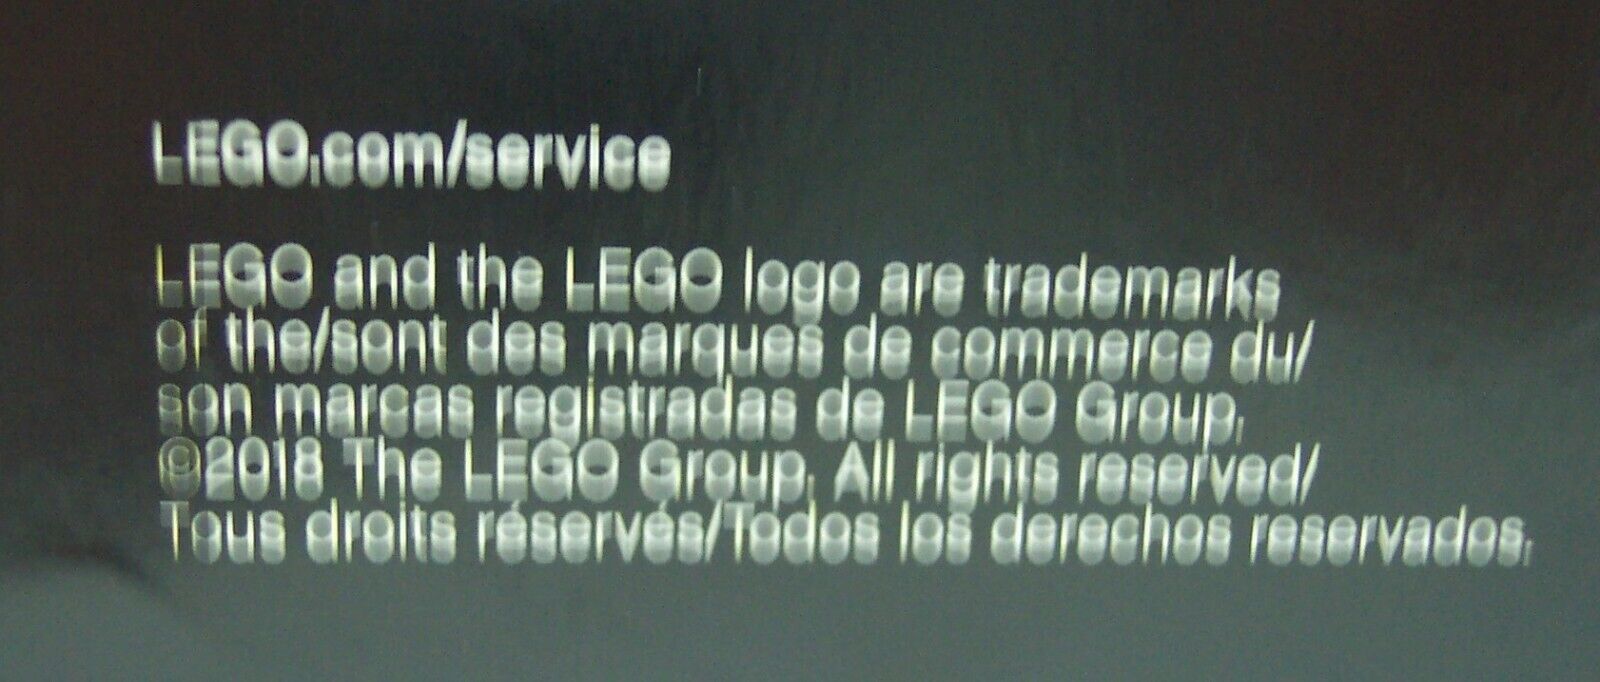 LEGO.com/service
LEGO and the LEGO logo are trademarks
of the/sont des marques de commerce du/
son marcas registradas de LEGO Group.
©2018 The LEGO Group. All rights reserved/
Tous droits réservés/Todos los derechos reservados.